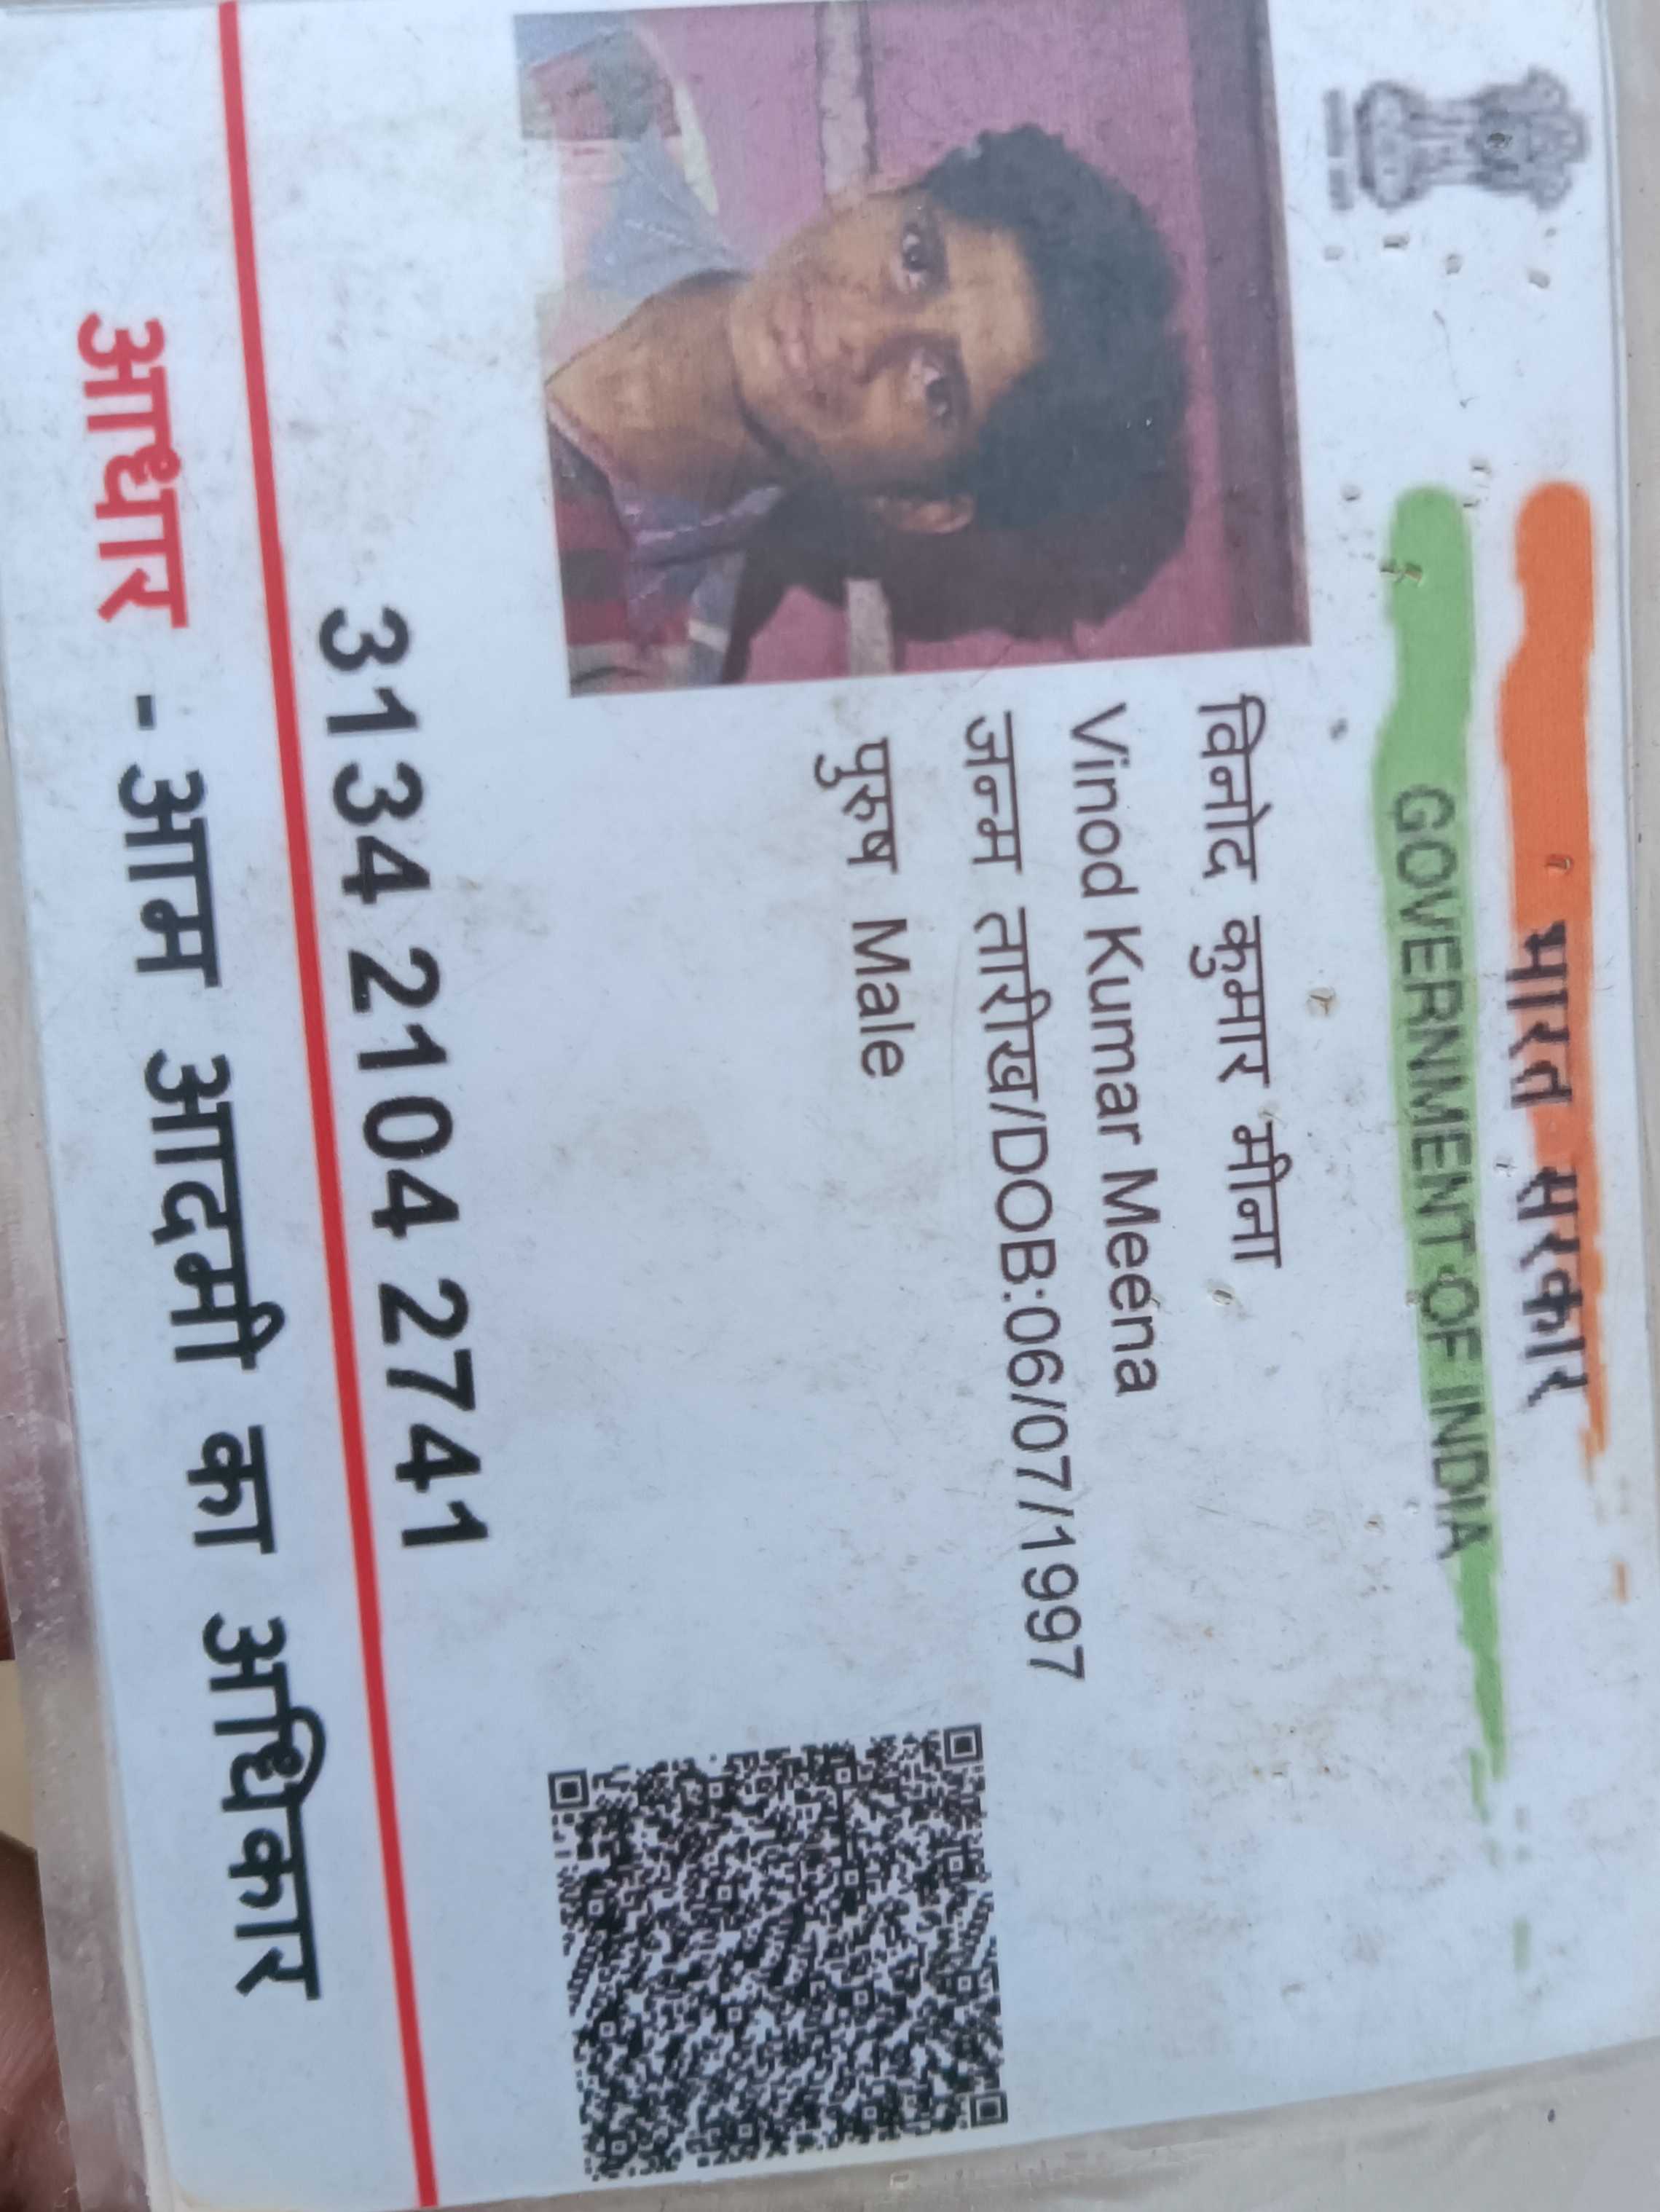 भारत सरकार
GOVERNMENT OF INDIA
विनोद कुमार मीना
Vinod Kumar Meena
जन्म तारीख/DOB:06/07/1997
पुरुष Male
3134 2104 2741
आधार - आम आदमी का अधिकार